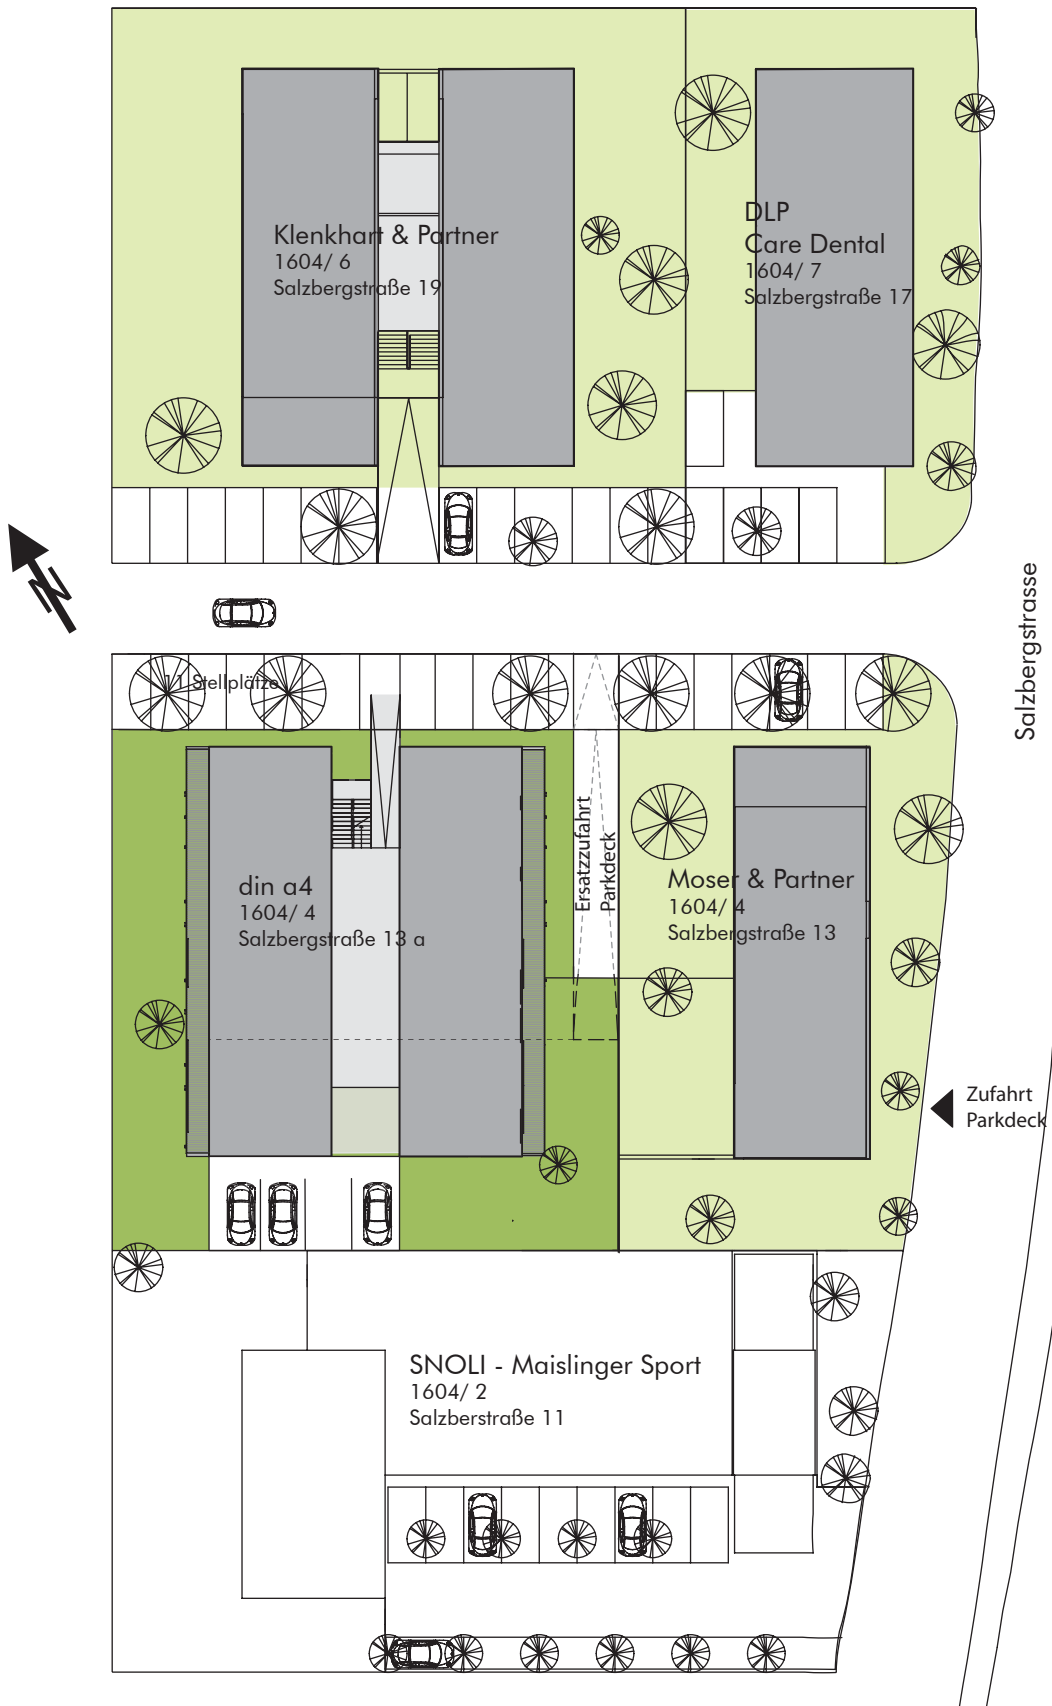 Klenkhart & Partner
1604/ 6
Salzbergstraße 19
DLP
Care Dental
1604/ 7
Salzbergstraße 17
N
Salzbergstrasse
11 Stellplätze
din a4
1604/ 4
Salzbergstraße 13 a
Ersatzzufahrt
Parkdeck
Moser & Partner
1604/ 4
Salzbergstraße 13
Zufahrt
Parkdeck
SNOLI - Maislinger Sport
1604/ 2
Salzberstraße 11